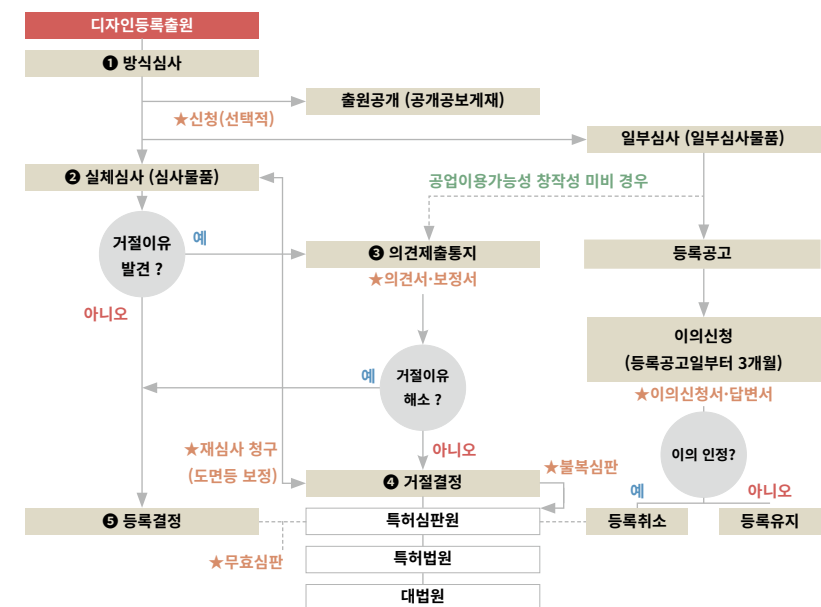 디자인등록출원
❶ 방식심사
출원공개 (공개공보게재)
★신청(선택적)
일부심사 (일부심사물품)
❷ 실체심사 (심사물품)
공업이용가능성 창작성 미비 경우
거절이유
발견 ?
예
아니오
❸ 의견제출통지
★의견서·보정서
등록공고
이의신청
(등록공고일부터 3개월)
★이의신청서·답변서
거절이유
해소 ?
예
아니오
★재심사 청구
(도면등 보정)
❹ 거절결정
★불복심판
이의 인정?
예
아니오
❺ 등록결정
특허심판원
등록취소
등록유지
★무효심판
특허법원
대법원